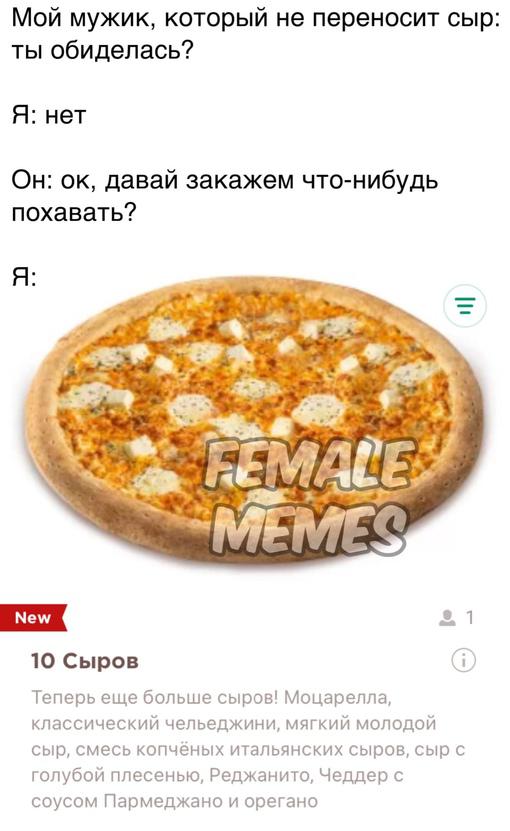 Мой мужик, который не переносит сыр:
ты обиделась?
Я: нет
Он: ок, давай закажем что-нибудь
похавать?
Я:
FEMALE
MEMES
New
1
10 Сыров
Теперь еще больше сыров! Моцарелла,
классический чельеджини, мягкий молодой
сыр, смесь копчёных итальянских сыров, сыр с
голубой плесенью, Реджанито, Чеддер с
соусом Пармеджано и орегано